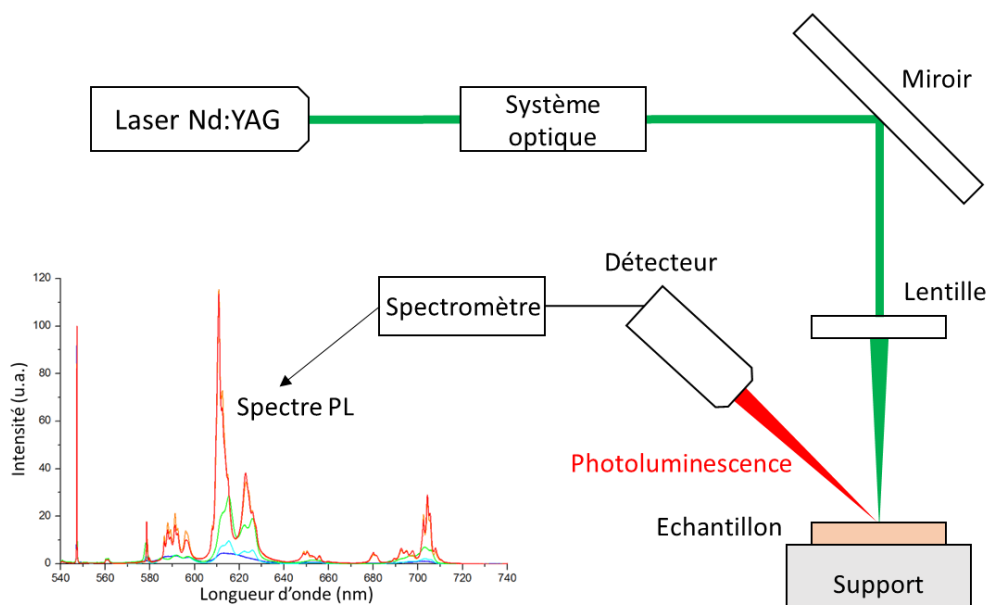 Miroir
Laser Nd:YAG
Système
optique
Détecteur
Lentille
Spectromètre
Spectre PL
Photoluminescence
Echantillon
Support
Intensité (u.a.)
120
100
80
60
40
20
0
540 560 580 600 620 640 660 680 700 720 740
Longueur d'onde (nm)